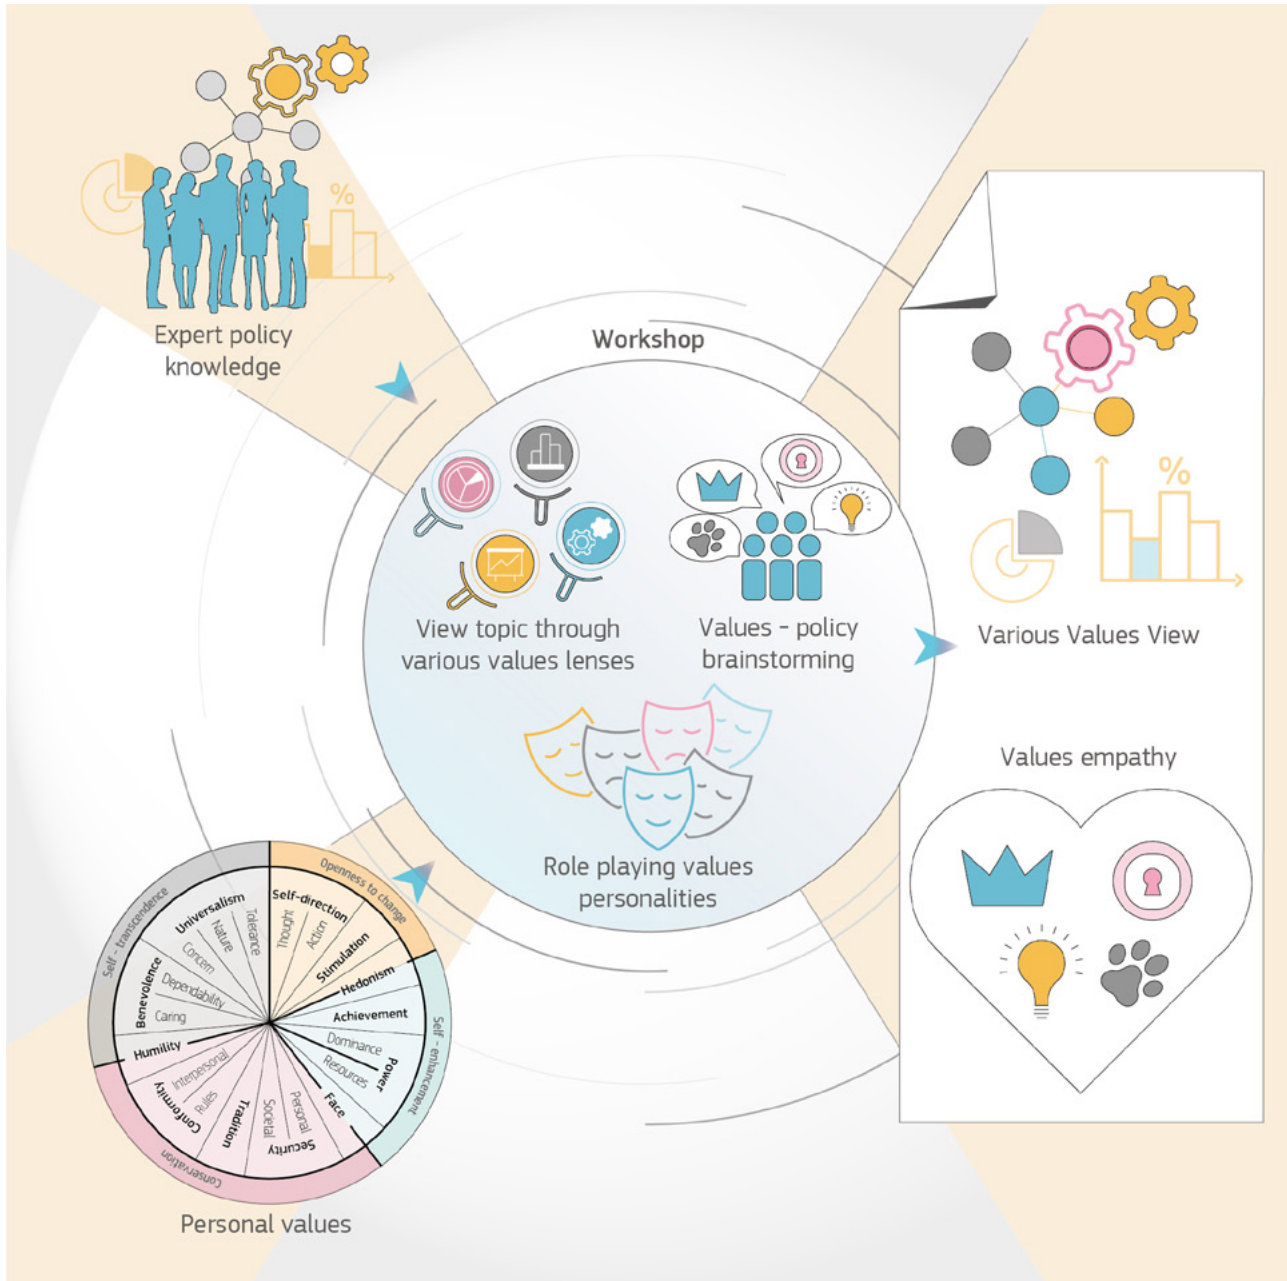 %
Expert policy
knowledge
Workshop
View topic through
various values lenses
Values - policy
brainstorming
Role playing values
personalities
%
Various Values View
Values empathy
Self - transcendence
Openness to change
Self - enhancement
Conservation
Universalism
Nature
Tolerance
Concern
Benevolence
Dependability
Caring
Humility
Self-direction
Thought
Action
Stimulation
Hedonism
Achievement
Dominance
Power
Resources
Face
Security
Personal
Societal
Tradition
Conformity
Rules
Interpersonal
Personal values